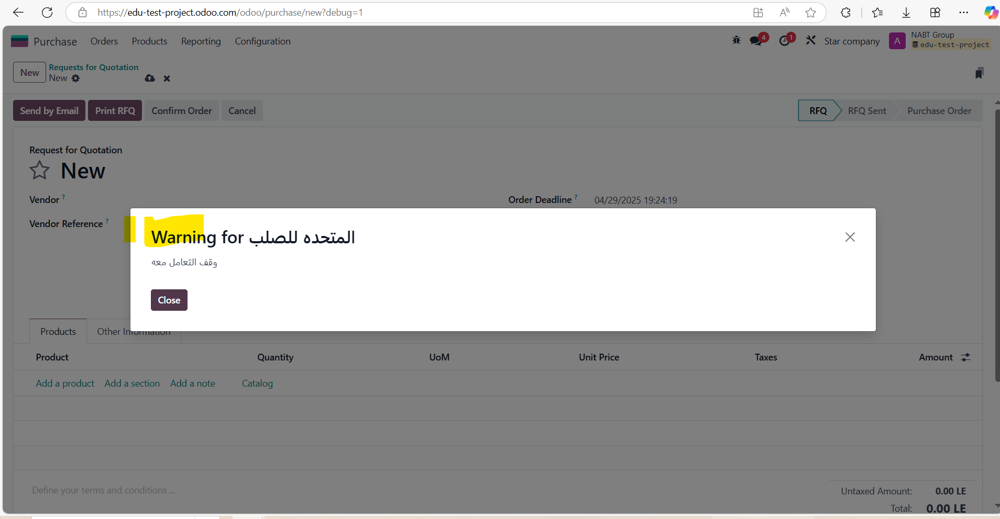 https://edu-test-project.odoo.com/odoo/purchase/new?debug=1
Purchase Orders Products Reporting Configuration 4 1 Star company A NABT Group
edu-test-project
New Requests for Quotation
New
Send by Email Print RFQ Confirm Order Cancel RFQ RFQ Sent Purchase Order
Request for Quotation
New
Vendor ? Order Deadline ? 04/29/2025 19:24:19
Vendor Reference ?
Warning for المتحده للصلب
وقف التعامل معه
Close
Products Other Information
Product Quantity UoM Unit Price Taxes Amount
Add a product Add a section Add a note Catalog
Define your terms and conditions ...
Untaxed Amount: 0.00 LE
Total: 0.00 LE